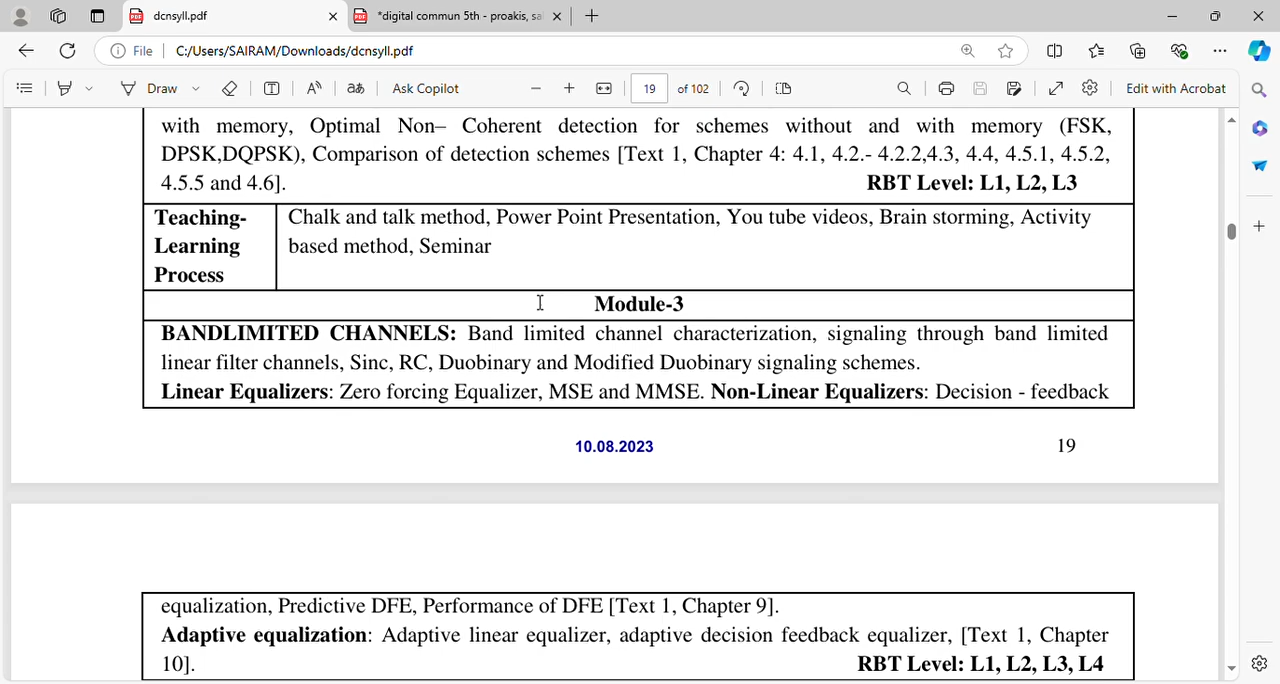 dcnsyll.pdf
*digital commun 5th - proakis, sa
File
C:/Users/SAIRAM/Downloads/dcnsyll.pdf
Draw
aあ
Ask Copilot
19 of 102
Edit with Acrobat
with memory, Optimal Non– Coherent detection for schemes without and with memory (FSK,
DPSK,DQPSK), Comparison of detection schemes [Text 1, Chapter 4: 4.1, 4.2.- 4.2.2,4.3, 4.4, 4.5.1, 4.5.2,
4.5.5 and 4.6]. RBT Level: L1, L2, L3
Teaching-
Learning
Process
Chalk and talk method, Power Point Presentation, You tube videos, Brain storming, Activity
based method, Seminar
Module-3
BANDLIMITED CHANNELS: Band limited channel characterization, signaling through band limited
linear filter channels, Sinc, RC, Duobinary and Modified Duobinary signaling schemes.
Linear Equalizers: Zero forcing Equalizer, MSE and MMSE. Non-Linear Equalizers: Decision - feedback
10.08.2023
19
equalization, Predictive DFE, Performance of DFE [Text 1, Chapter 9].
Adaptive equalization: Adaptive linear equalizer, adaptive decision feedback equalizer, [Text 1, Chapter
10]. RBT Level: L1, L2, L3, L4